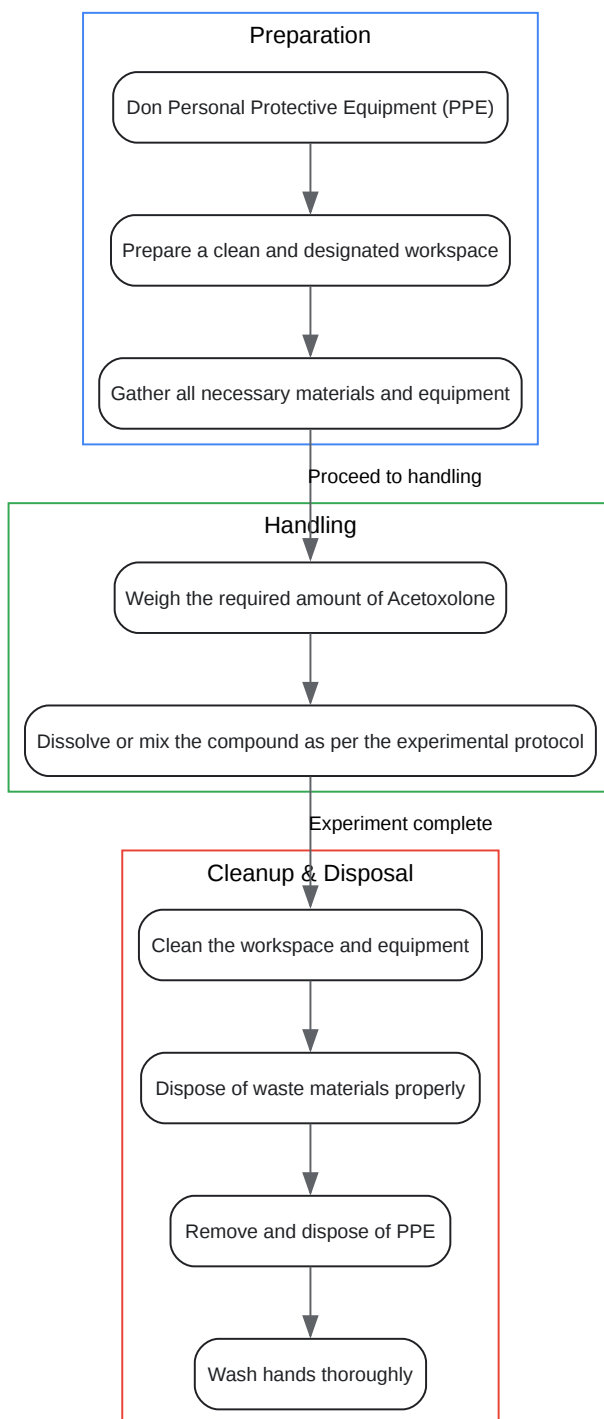 Preparation
Don Personal Protective Equipment (PPE)
Prepare a clean and designated workspace
Gather all necessary materials and equipment
Proceed to handling
Handling
Weigh the required amount of Acetoxolone
Dissolve or mix the compound as per the experimental protocol
Experiment complete
Cleanup & Disposal
Clean the workspace and equipment
Dispose of waste materials properly
Remove and dispose of PPE
Wash hands thoroughly